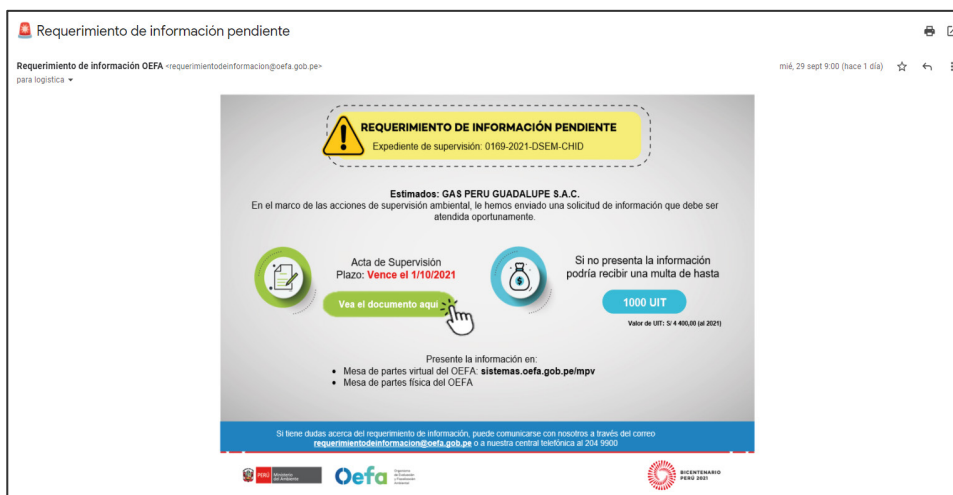 Requerimiento de información pendiente
Requerimiento de información OEFA <requerimientodeinformacion@oefa.gob.pe>
mié, 29 sept 9:00 (hace 1 día)
para logistica
REQUERIMIENTO DE INFORMACIÓN PENDIENTE
Expediente de supervisión: 0169-2021-DSEM-CHID
Estimados: GAS PERU GUADALUPE S.A.C.
En el marco de las acciones de supervisión ambiental, le hemos enviado una solicitud de información que debe ser
atendida oportunamente.
Acta de Supervisión
Plazo: Vence el 1/10/2021
Vea el documento aquí
Si no presenta la información
podría recibir una multa de hasta
1000 UIT
Valor de UIT: S/ 4 400,00 (al 2021)
Presente la información en:
• Mesa de partes virtual del OEFA: sistemas.oefa.gob.pe/mpv
• Mesa de partes física del OEFA
Si tiene dudas acerca del requerimiento de información, puede comunicarse con nosotros a través del correo
requerimientodeinformacion@oefa.gob.pe o a nuestra central telefónica al 204 9900
PERÚ
Ministerio
del Ambiente
Oefa
Organismo
de Evaluación
y Fiscalización
Ambiental
BICENTENARIO
PERÚ 2021